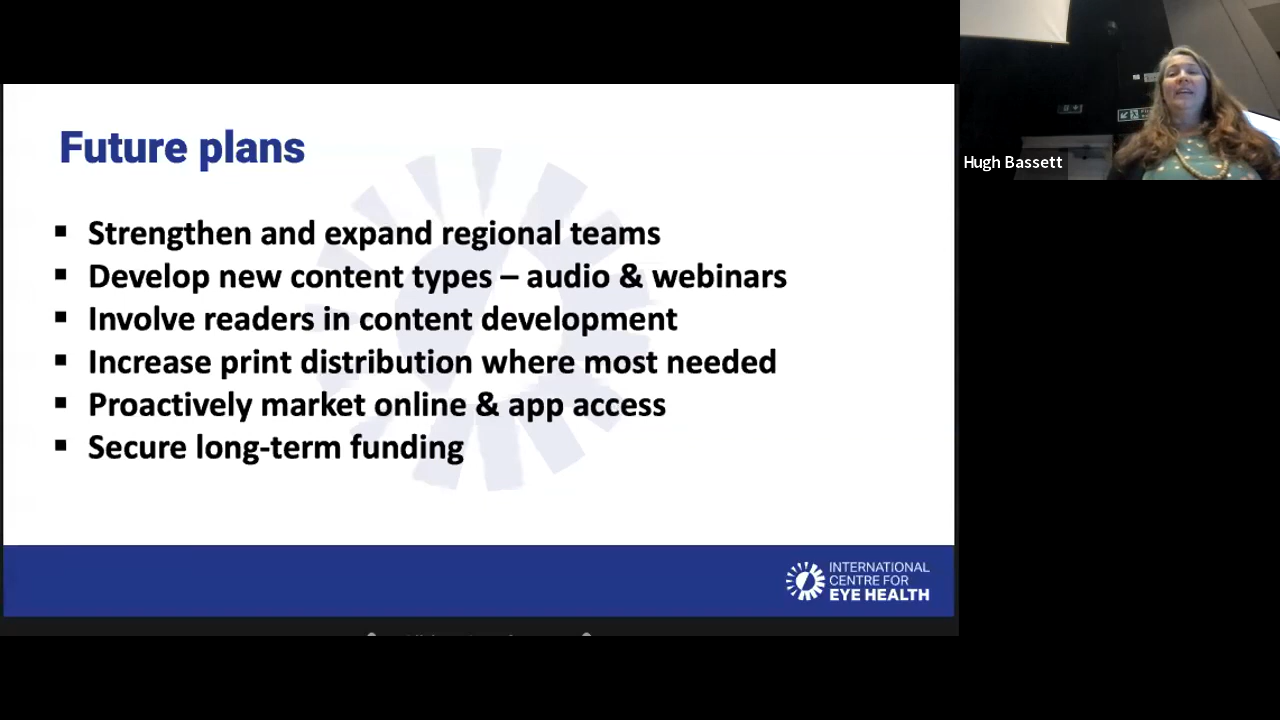 Future plans
Strengthen and expand regional teams
Develop new content types – audio & webinars
Involve readers in content development
Increase print distribution where most needed
Proactively market online & app access
Secure long-term funding
INTERNATIONAL
CENTRE FOR
EYE HEALTH
Hugh Bassett